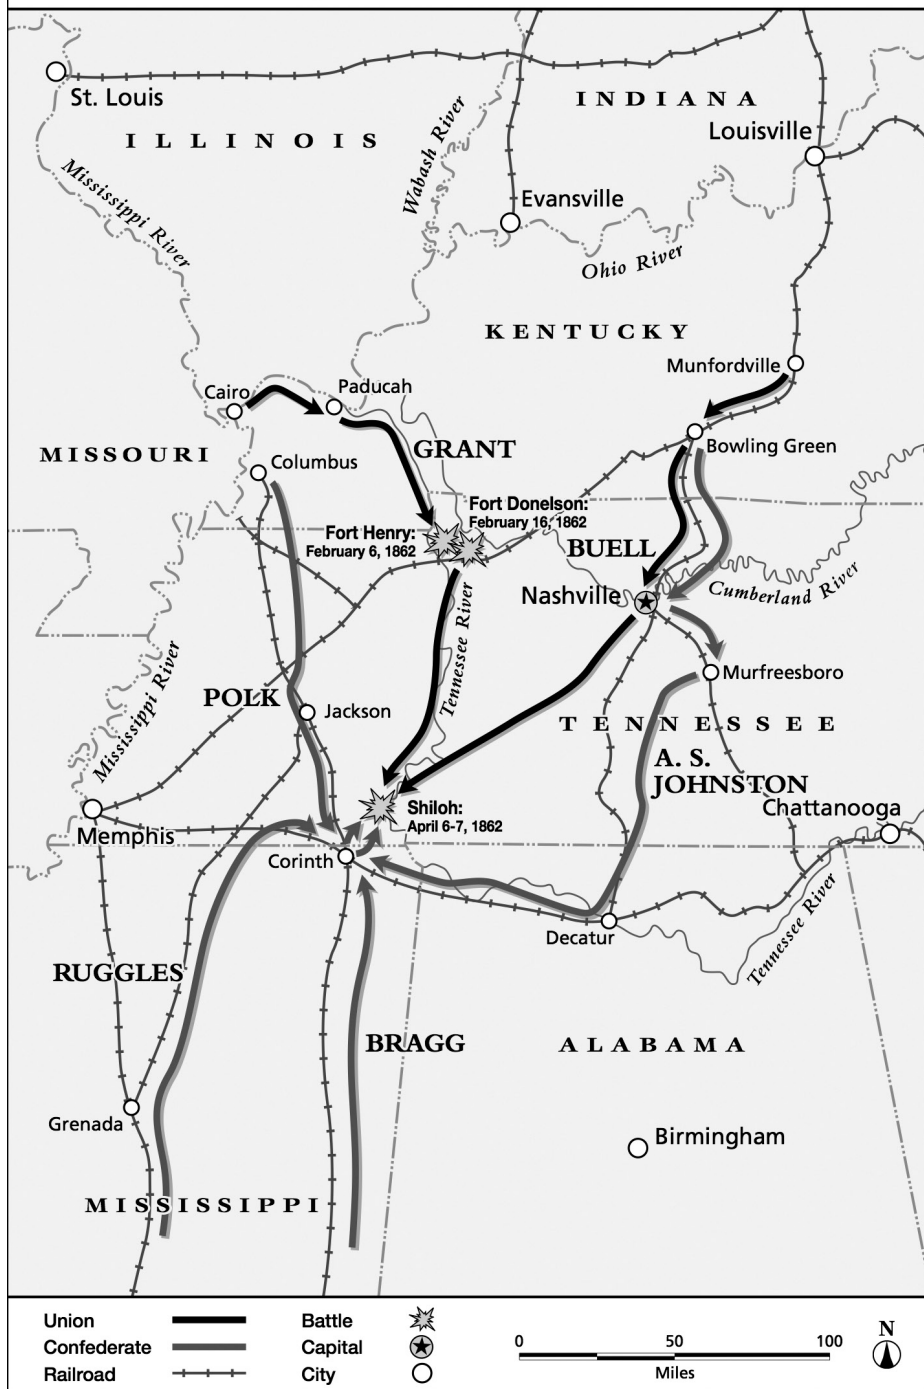 St. Louis
ILLINOIS
INDIANA
Louisville
Wabash River
Mississippi River
Evansville
Ohio River
KENTUCKY
Munfordville
Cairo
Paducah
MISSOURI
GRANT
Bowling Green
Columbus
Fort Donelson:
February 16, 1862
Fort Henry:
February 6, 1862
BUELL
Nashville
Cumberland River
Tennessee River
Mississippi River
Murfreesboro
POLK
Jackson
TENNESSEE
A. S.
JOHNSTON
Shiloh:
April 6-7, 1862
Chattanooga
Memphis
Corinth
Tennessee River
Decatur
RUGGLES
BRAGG
ALABAMA
Grenada
Birmingham
MISSISSIPPI
Union
Confederate
Railroad
Battle
Capital
City
0 50 100
Miles
N